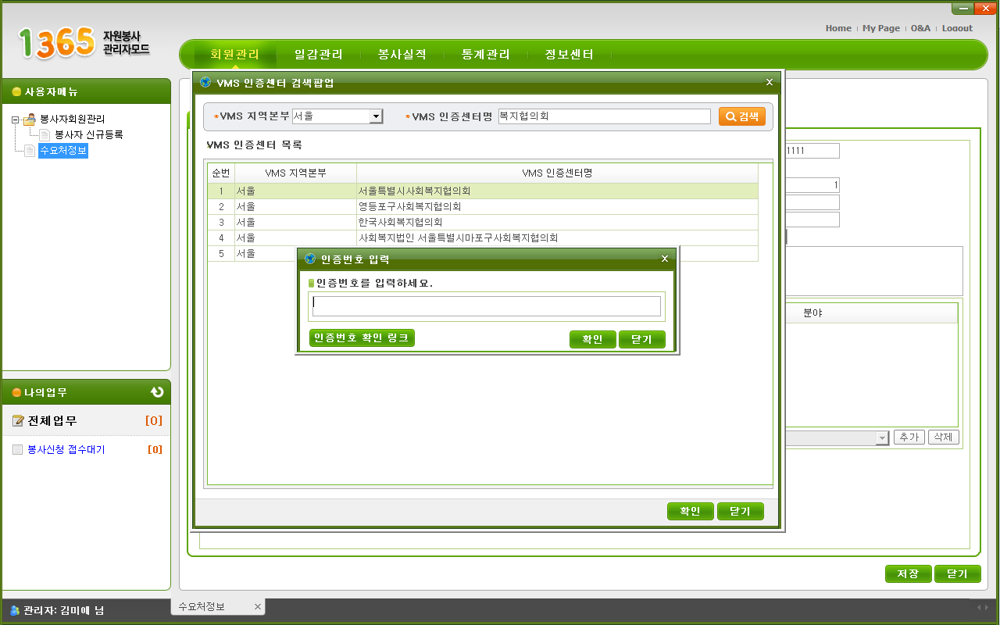 Home | My Page | O&A | Logout
1365 자원봉사
관리자모드
회원관리 일감관리 봉사실적 통계관리 정보센터
사용자메뉴
봉사자회원관리
봉사자 신규등록
수요처정보
나의업무
전체업무 [0]
봉사신청 접수대기 [0]
VMS 인증센터 검색팝업
*VMS 지역본부 서울 *VMS 인증센터명 복지협의회 검색
VMS 인증센터 목록
순번 VMS 지역본부 VMS 인증센터명
1 서울 서울특별시사회복지협의회
2 서울 영등포구사회복지협의회
3 서울 한국사회복지협의회
4 서울 사회복지법인 서울특별시마포구사회복지협의회
5 서울
인증번호 입력
인증번호를 입력하세요.
인증번호 확인 링크 확인 닫기
확인 닫기
1111
1
분야
추가 삭제
저장 닫기
관리자: 김미애 님 수요처정보